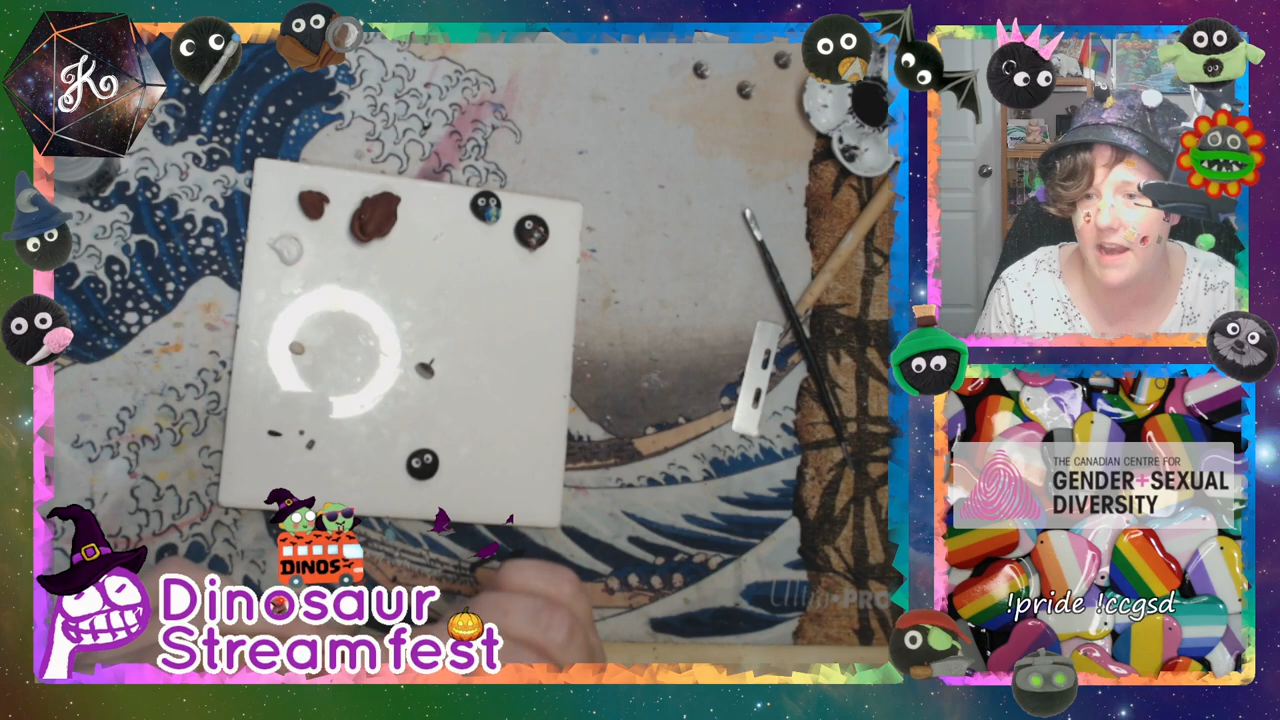 K
DINOS
Dinosaur
Streamfest
THE CANADIAN CENTRE FOR
GENDER+SEXUAL
DIVERSITY
!pride !ccgsd